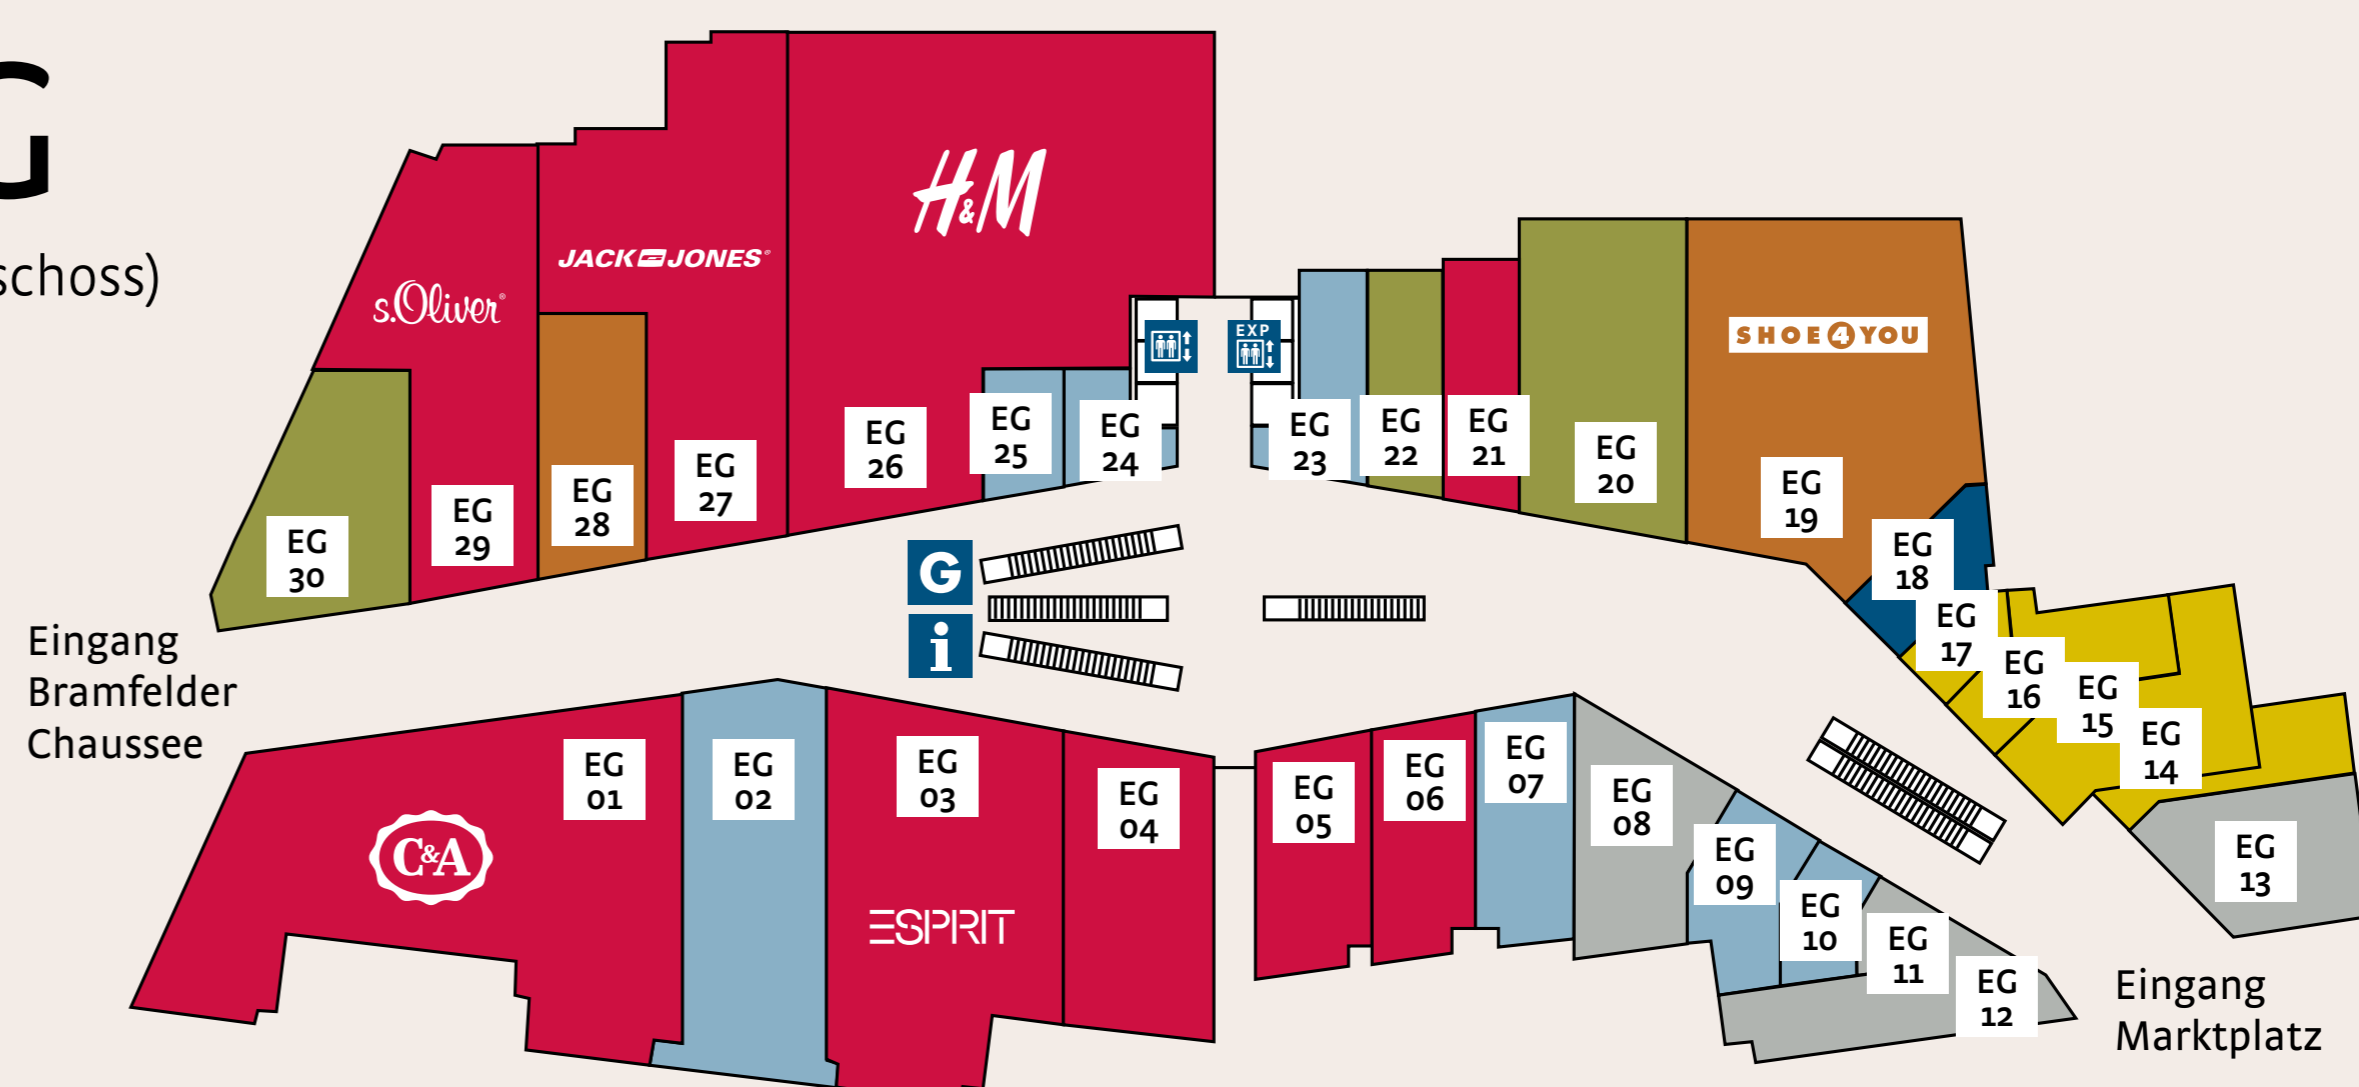 G
schoss)
H&M
JACK JONES®
s.Oliver®
SHOE 4 YOU
EXP
EG
30
EG
29
EG
28
EG
27
EG
26
EG
25
EG
24
EG
23
EG
22
EG
21
EG
20
EG
19
EG
18
EG
17
EG
16
EG
15
EG
14
EG
13
G
i
Eingang
Bramfelder
Chaussee
EG
01
EG
02
EG
03
EG
04
EG
05
EG
06
EG
07
EG
08
EG
09
EG
10
EG
11
EG
12
C&A
ESPRIT
Eingang
Marktplatz